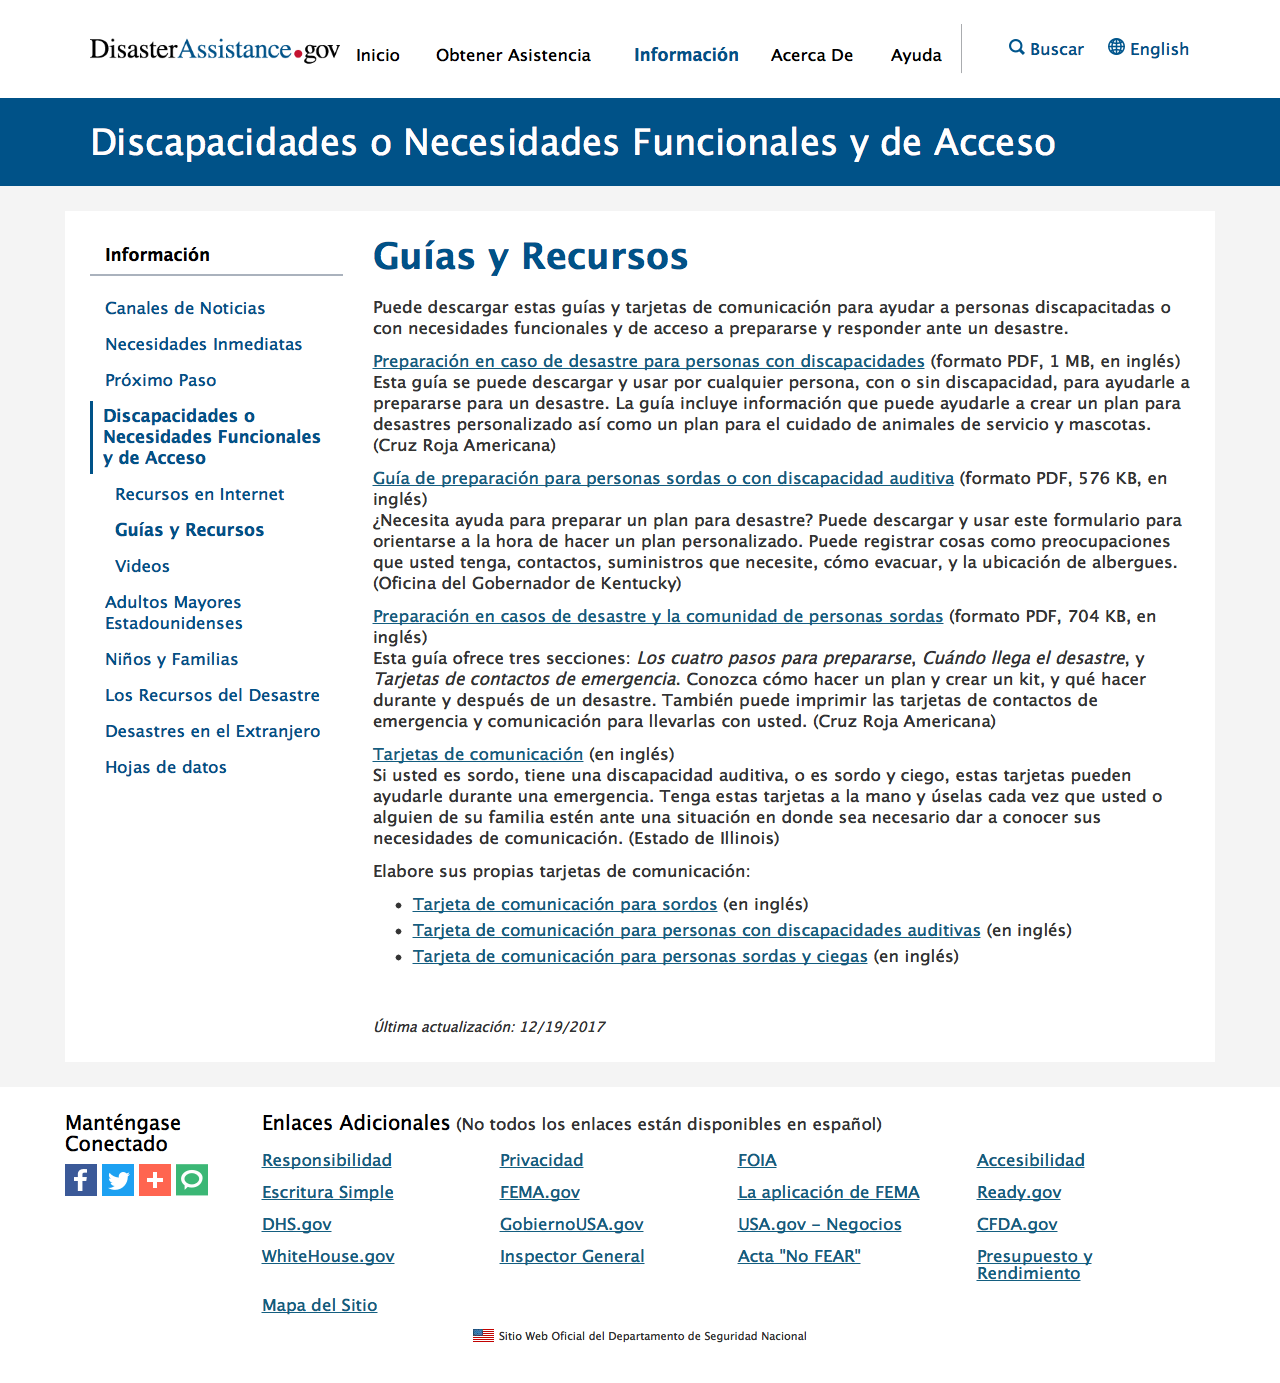 DisasterAssistance.gov
Inicio
Obtener Asistencia
Información
Acerca De
Ayuda
Buscar
English
Discapacidades o Necesidades Funcionales y de Acceso
Información
Canales de Noticias
Necesidades Inmediatas
Próximo Paso
Discapacidades o
Necesidades Funcionales
y de Acceso
Recursos en Internet
Guías y Recursos
Videos
Adultos Mayores
Estadounidenses
Niños y Familias
Los Recursos del Desastre
Desastres en el Extranjero
Hojas de datos
Guías y Recursos
Puede descargar estas guías y tarjetas de comunicación para ayudar a personas discapacitadas o
con necesidades funcionales y de acceso a prepararse y responder ante un desastre.
Preparación en caso de desastre para personas con discapacidades (formato PDF, 1 MB, en inglés)
Esta guía se puede descargar y usar por cualquier persona, con o sin discapacidad, para ayudarle a
prepararse para un desastre. La guía incluye información que puede ayudarle a crear un plan para
desastres personalizado así como un plan para el cuidado de animales de servicio y mascotas.
(Cruz Roja Americana)
Guía de preparación para personas sordas o con discapacidad auditiva (formato PDF, 576 KB, en
inglés)
¿Necesita ayuda para preparar un plan para desastre? Puede descargar y usar este formulario para
orientarse a la hora de hacer un plan personalizado. Puede registrar cosas como preocupaciones
que usted tenga, contactos, suministros que necesite, cómo evacuar, y la ubicación de albergues.
(Oficina del Gobernador de Kentucky)
Preparación en casos de desastre y la comunidad de personas sordas (formato PDF, 704 KB, en
inglés)
Esta guía ofrece tres secciones: Los cuatro pasos para prepararse, Cuándo llega el desastre, y
Tarjetas de contactos de emergencia. Conozca cómo hacer un plan y crear un kit, y qué hacer
durante y después de un desastre. También puede imprimir las tarjetas de contactos de
emergencia y comunicación para llevarlas con usted. (Cruz Roja Americana)
Tarjetas de comunicación (en inglés)
Si usted es sordo, tiene una discapacidad auditiva, o es sordo y ciego, estas tarjetas pueden
ayudarle durante una emergencia. Tenga estas tarjetas a la mano y úselas cada vez que usted o
alguien de su familia estén ante una situación en donde sea necesario dar a conocer sus
necesidades de comunicación. (Estado de Illinois)
Elabore sus propias tarjetas de comunicación:
• Tarjeta de comunicación para sordos (en inglés)
• Tarjeta de comunicación para personas con discapacidades auditivas (en inglés)
• Tarjeta de comunicación para personas sordas y ciegas (en inglés)
Última actualización: 12/19/2017
Manténgase
Conectado
Enlaces Adicionales (No todos los enlaces están disponibles en español)
Responsibilidad
Privacidad
FOIA
Accesibilidad
Escritura Simple
FEMA.gov
La aplicación de FEMA
Ready.gov
DHS.gov
GobiernoUSA.gov
USA.gov – Negocios
CFDA.gov
WhiteHouse.gov
Inspector General
Acta "No FEAR"
Presupuesto y
Rendimiento
Mapa del Sitio
Sitio Web Oficial del Departamento de Seguridad Nacional